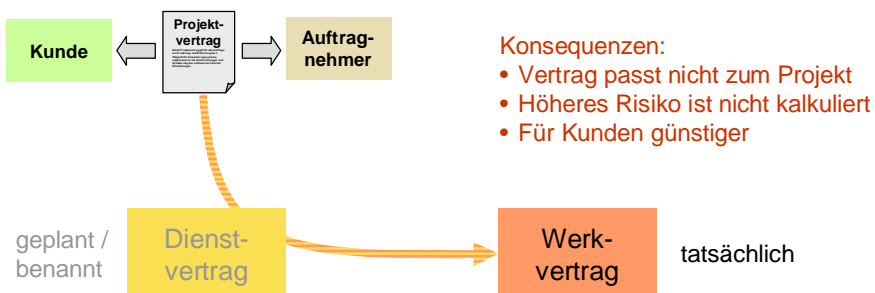 Kunde
Projekt-
vertrag
Auftrag-
nehmer
Konsequenzen:
• Vertrag passt nicht zum Projekt
• Höheres Risiko ist nicht kalkuliert
• Für Kunden günstiger
geplant /
benannt
Dienst-
vertrag
Werk-
vertrag
tatsächlich